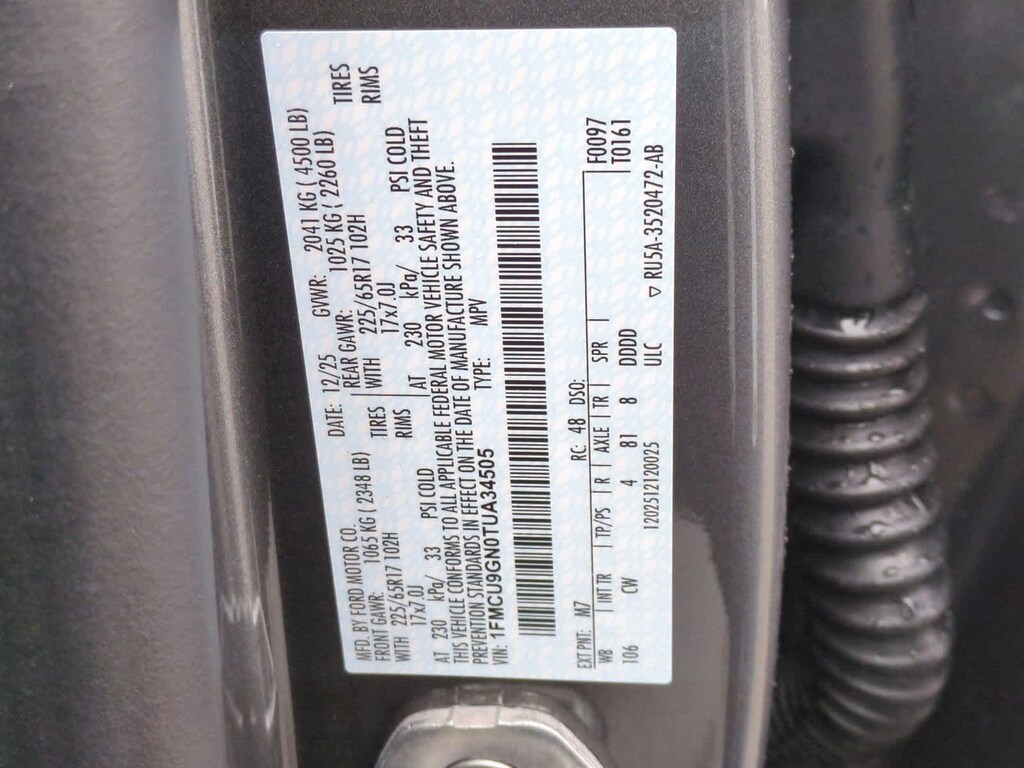 MFD. BY FORD MOTOR CO. DATE: 12/25 GVWR: 2041 KG ( 4500 LB)
FRONT GAWR: 1065 KG ( 2348 LB) REAR GAWR: 1025 KG ( 2260 LB)
WITH 225/65R17 102H TIRES WITH 225/65R17 102H TIRES
17x7.0J RIMS 17x7.0J RIMS
AT 230 kPa/ 33 PSI COLD AT 230 kPa/ 33 PSI COLD
THIS VEHICLE CONFORMS TO ALL APPLICABLE FEDERAL MOTOR VEHICLE SAFETY AND THEFT
PREVENTION STANDARDS IN EFFECT ON THE DATE OF MANUFACTURE SHOWN ABOVE.
VIN: 1FMCU9GN0TUA34505 TYPE: MPV
EXT PNT: M7 RC: 48 DSO: F0097
WB INT TR TP/PS R AXLE TR SPR T0161
106 CW 4 81 8 DDDD
1202512120025 ULC ▽ RU5A-3520472-AB